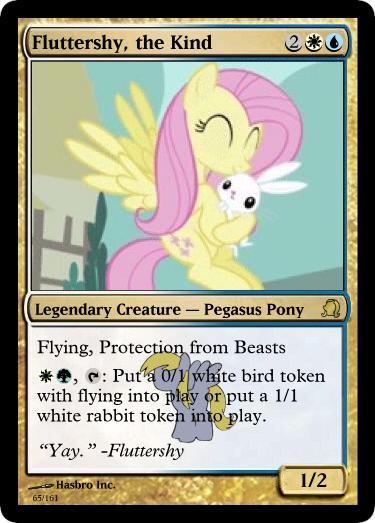 Fluttershy, the Kind 2
Legendary Creature — Pegasus Pony
Flying, Protection from Beasts
, : Put a 0/1 white bird token
with flying into play or put a 1/1
white rabbit token into play.
“Yay.” -Fluttershy
1/2
Hasbro Inc.
65/161